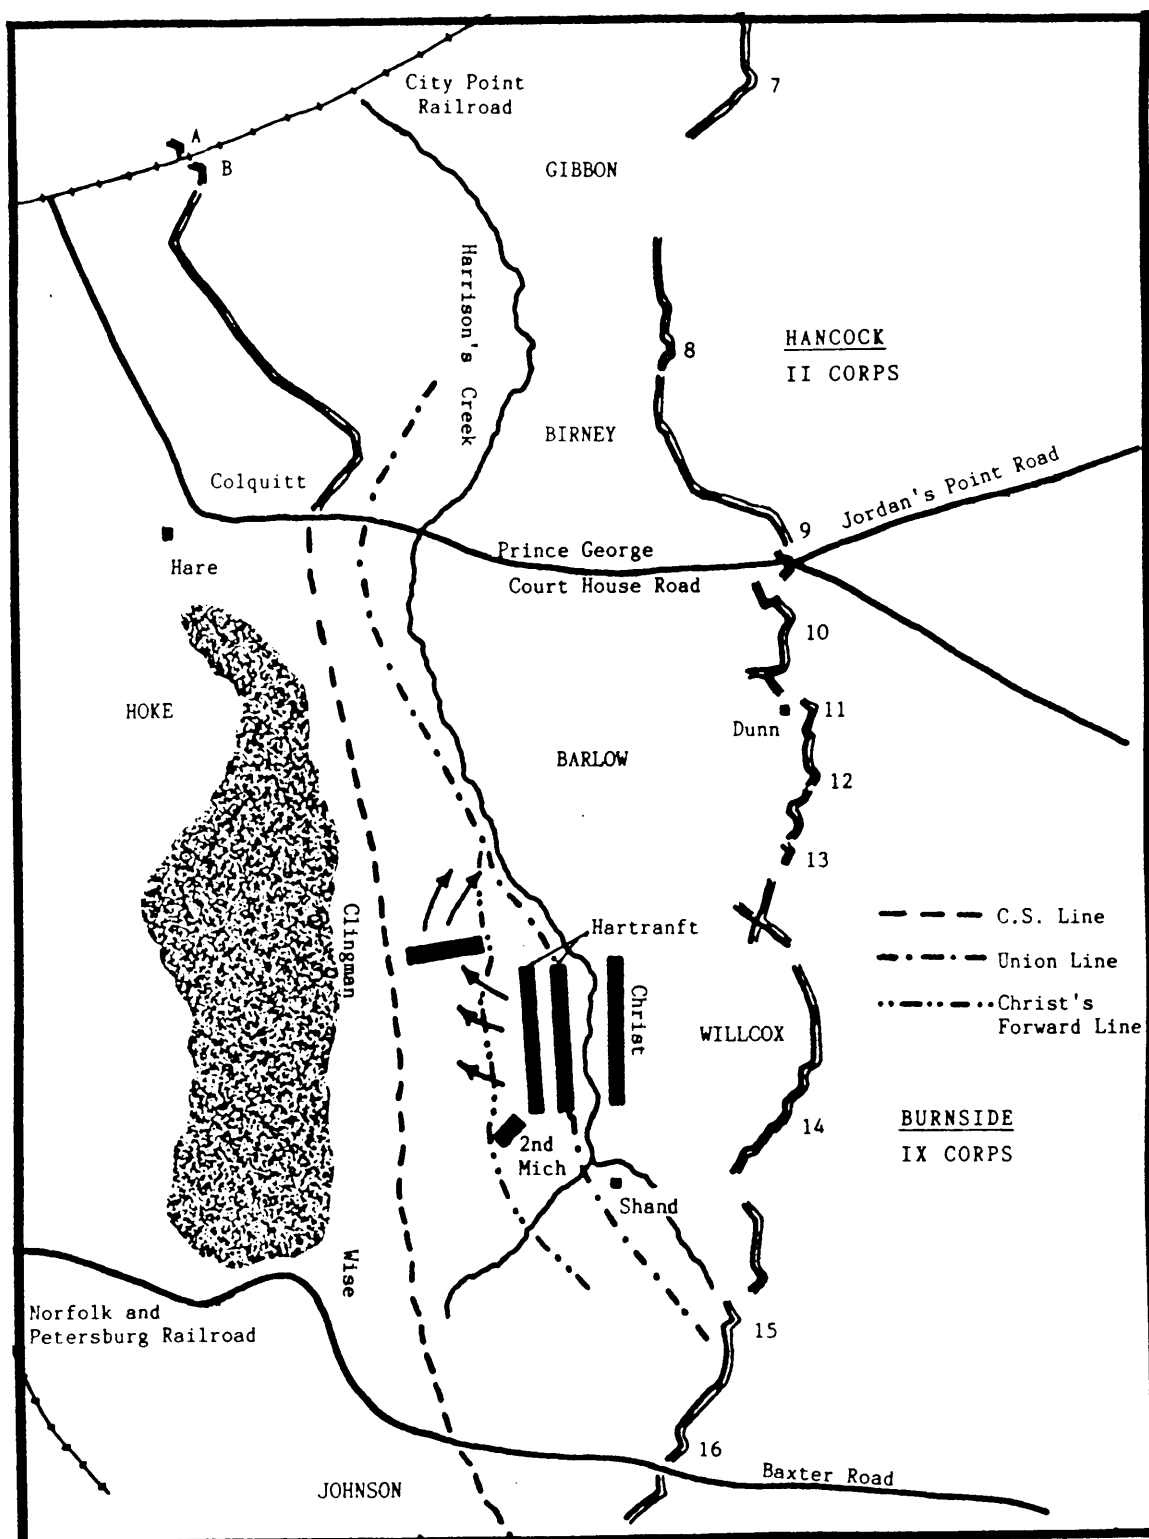 City Point
Railroad
7
A
B
GIBBON
Harrison's Creek
HANCOCK
II CORPS
8
BIRNEY
Colquitt
Jordan's Point Road
9
Prince George
Court House Road
Hare
10
HOKE
11
Dunn
BARLOW
12
13
Clingman
Hartranft
C.S. Line
Union Line
Christ's
Forward Line
Christ
WILLCOX
BURNSIDE
IX CORPS
14
2nd
Mich
Shand
Wise
Norfolk and
Petersburg Railroad
15
16
Baxter Road
JOHNSON